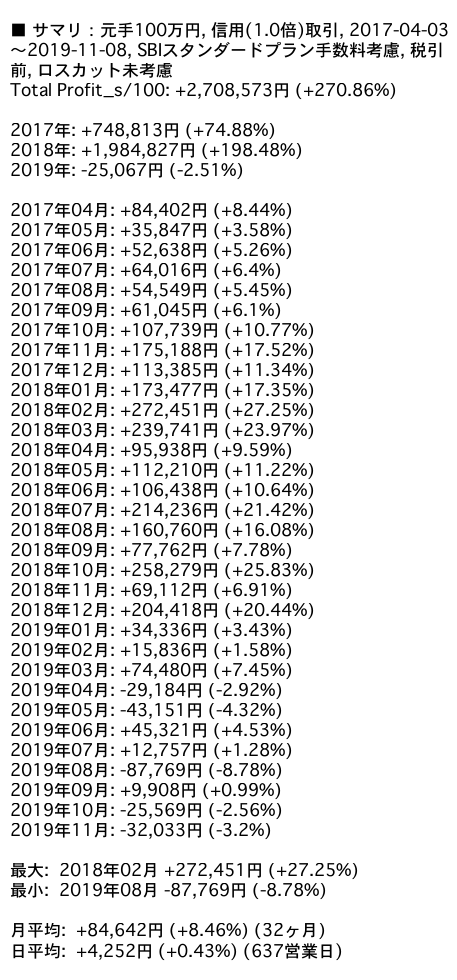 ■ サマリ：元手100万円, 信用(1.0倍)取引, 2017-04-03
～2019-11-08, SBIスタンダードプラン手数料考慮, 税引
前, ロスカット未考慮
Total Profit_s/100: +2,708,573円 (+270.86%)
2017年: +748,813円 (+74.88%)
2018年: +1,984,827円 (+198.48%)
2019年: -25,067円 (-2.51%)
2017年04月: +84,402円 (+8.44%)
2017年05月: +35,847円 (+3.58%)
2017年06月: +52,638円 (+5.26%)
2017年07月: +64,016円 (+6.4%)
2017年08月: +54,549円 (+5.45%)
2017年09月: +61,045円 (+6.1%)
2017年10月: +107,739円 (+10.77%)
2017年11月: +175,188円 (+17.52%)
2017年12月: +113,385円 (+11.34%)
2018年01月: +173,477円 (+17.35%)
2018年02月: +272,451円 (+27.25%)
2018年03月: +239,741円 (+23.97%)
2018年04月: +95,938円 (+9.59%)
2018年05月: +112,210円 (+11.22%)
2018年06月: +106,438円 (+10.64%)
2018年07月: +214,236円 (+21.42%)
2018年08月: +160,760円 (+16.08%)
2018年09月: +77,762円 (+7.78%)
2018年10月: +258,279円 (+25.83%)
2018年11月: +69,112円 (+6.91%)
2018年12月: +204,418円 (+20.44%)
2019年01月: +34,336円 (+3.43%)
2019年02月: +15,836円 (+1.58%)
2019年03月: +74,480円 (+7.45%)
2019年04月: -29,184円 (-2.92%)
2019年05月: -43,151円 (-4.32%)
2019年06月: +45,321円 (+4.53%)
2019年07月: +12,757円 (+1.28%)
2019年08月: -87,769円 (-8.78%)
2019年09月: +9,908円 (+0.99%)
2019年10月: -25,569円 (-2.56%)
2019年11月: -32,033円 (-3.2%)
最大: 2018年02月 +272,451円 (+27.25%)
最小: 2019年08月 -87,769円 (-8.78%)
月平均: +84,642円 (+8.46%) (32ヶ月)
日平均: +4,252円 (+0.43%) (637営業日)